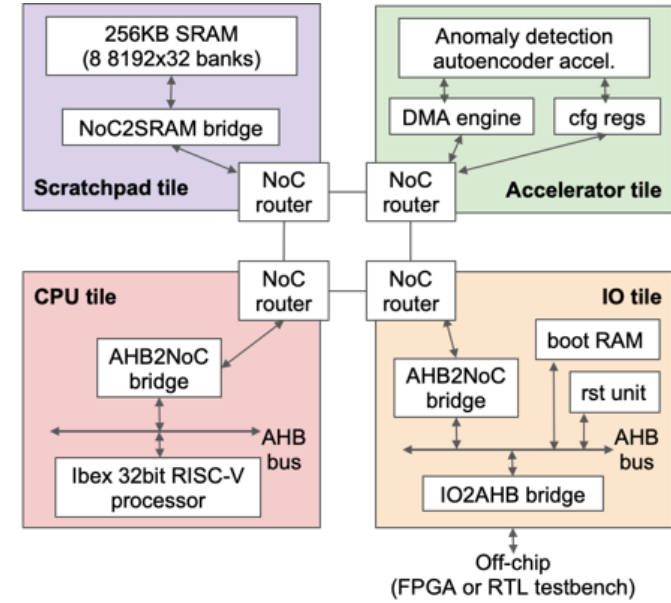 256KB SRAM
(8 8192x32 banks)
NoC2SRAM bridge
Scratchpad tile
NoC
router
Anomaly detection
autoencoder accel.
DMA engine
cfg regs
NoC
router
Accelerator tile
CPU tile
NoC
router
AHB2NoC
bridge
AHB
bus
Ibex 32bit RISC-V
processor
NoC
router
IO tile
boot RAM
AHB2NoC
bridge
rst unit
AHB
bus
IO2AHB bridge
Off-chip
(FPGA or RTL testbench)